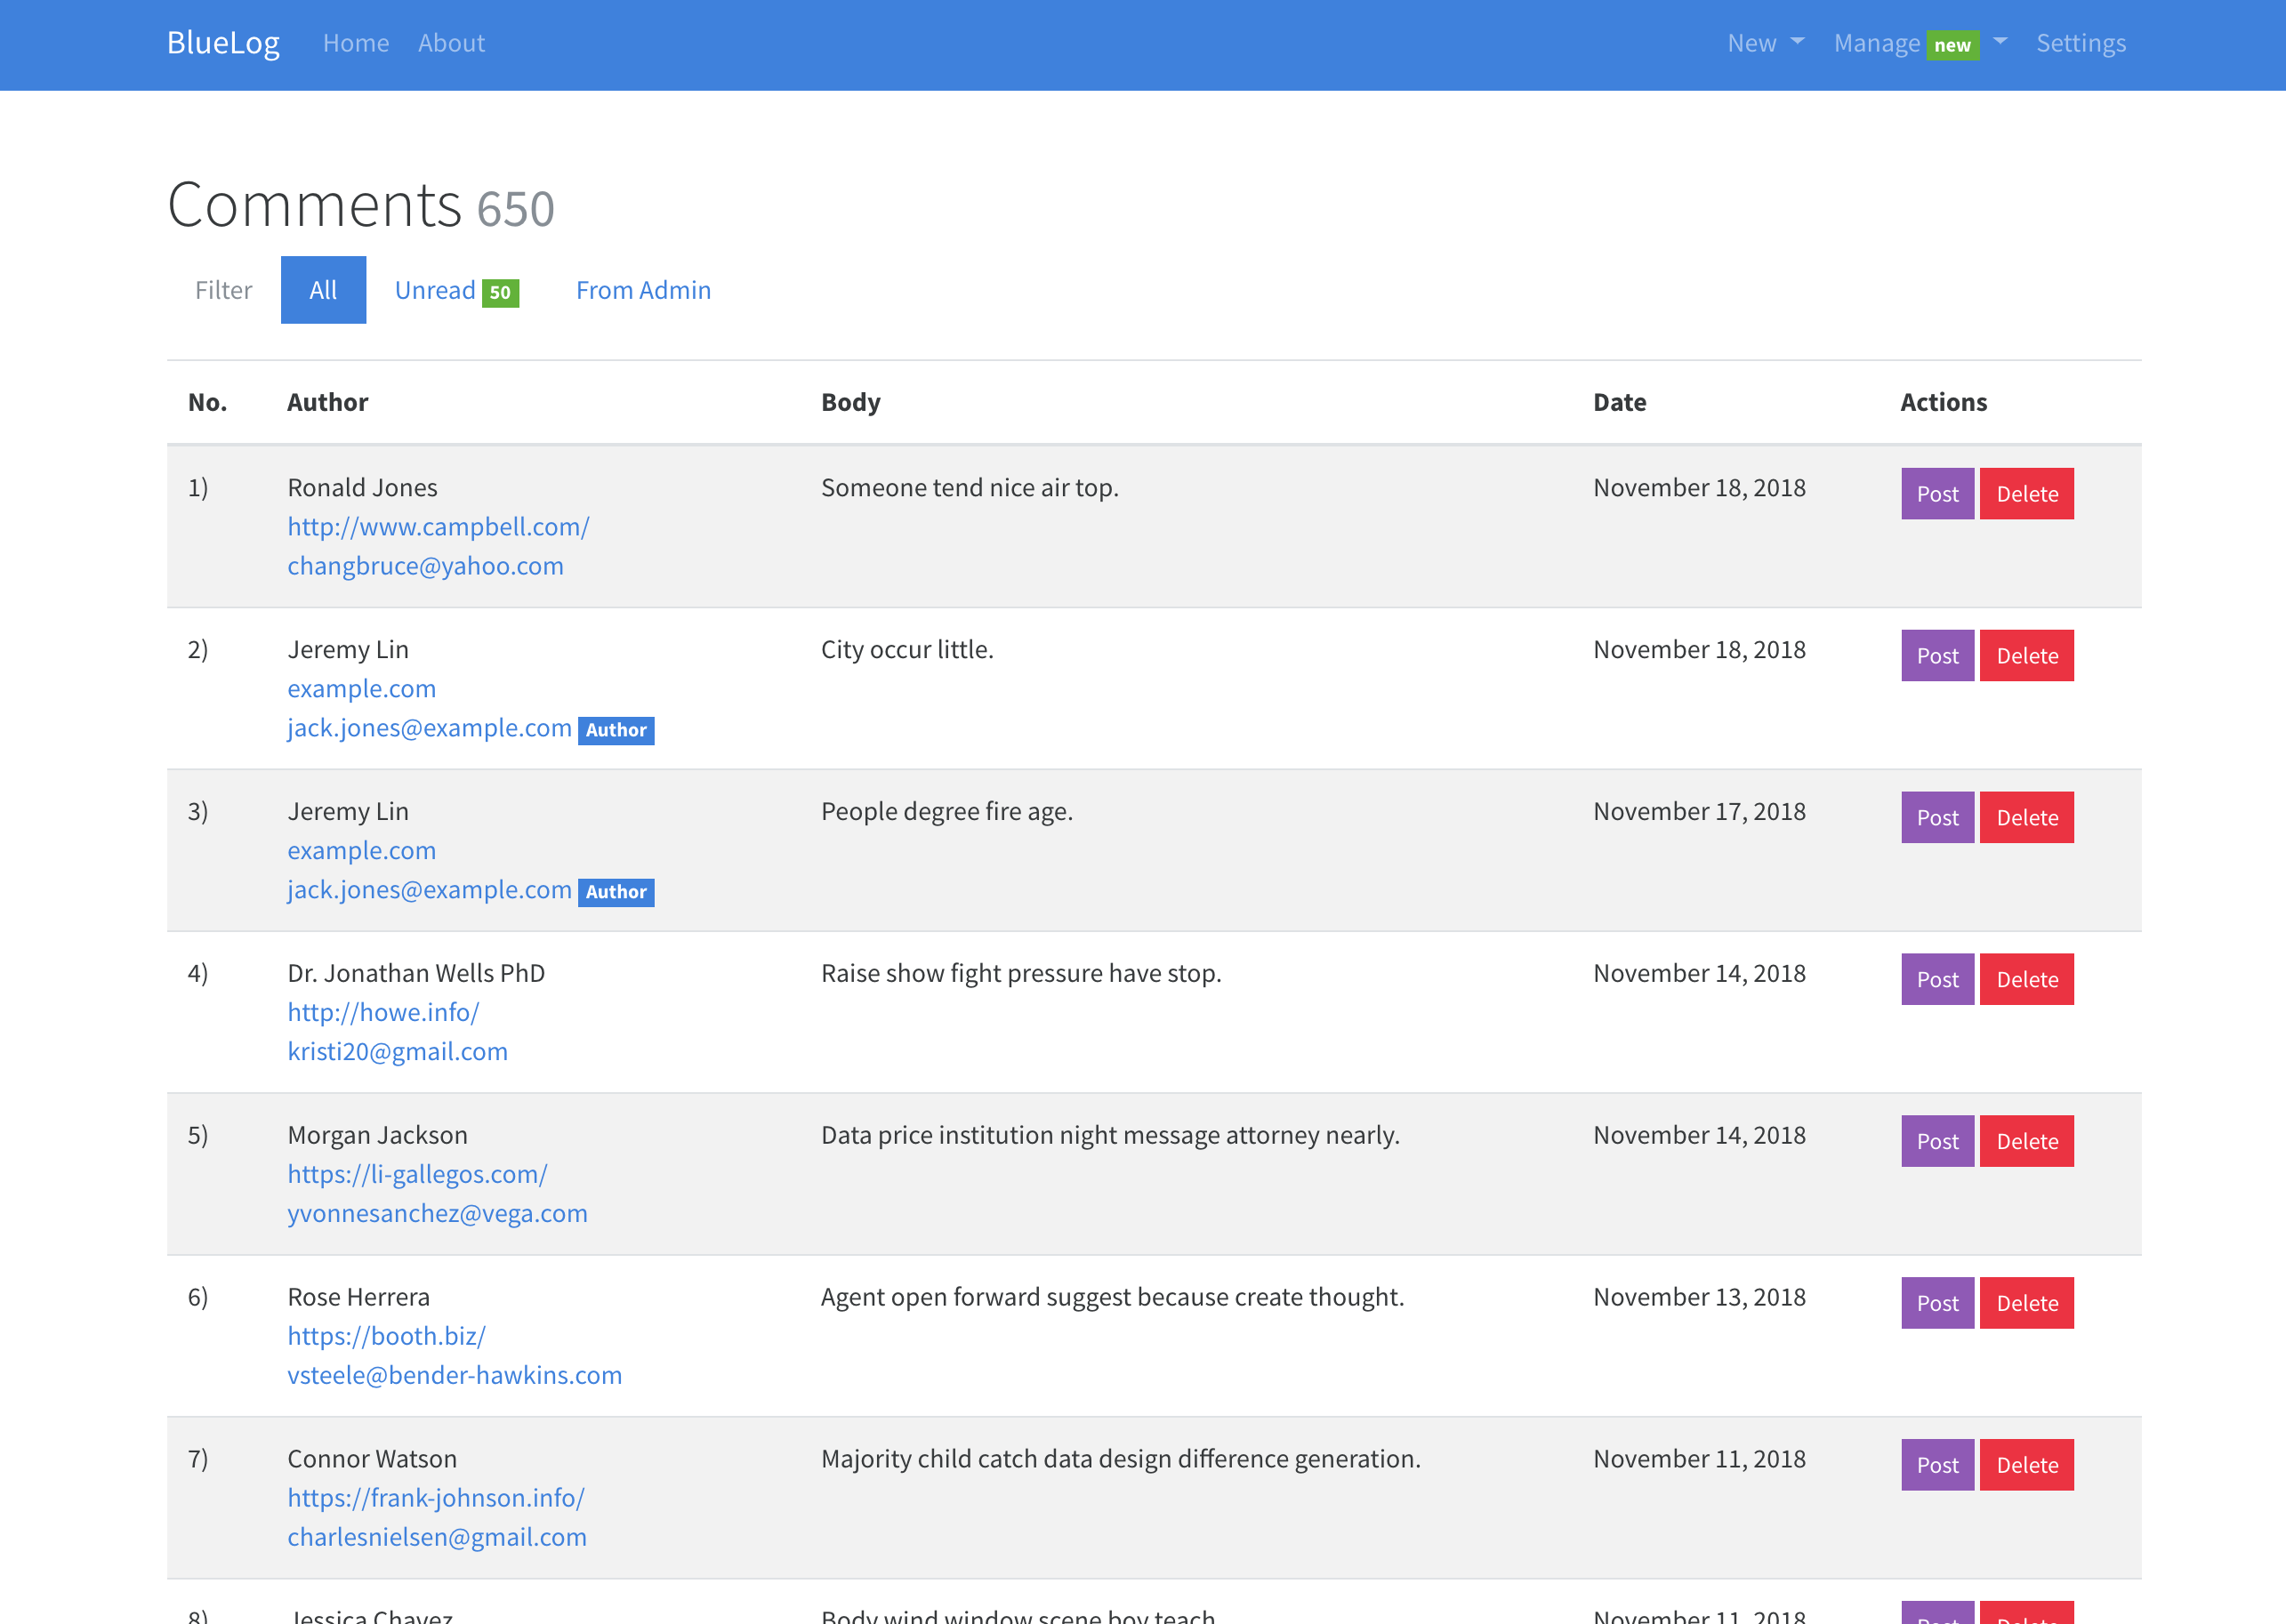 BlueLog Home About New Manage new Settings
Comments 650
Filter All Unread 50 From Admin
No. Author Body Date Actions
1) Ronald Jones Someone tend nice air top. November 18, 2018 Post Delete
http://www.campbell.com/
changbruce@yahoo.com
2) Jeremy Lin City occur little. November 18, 2018 Post Delete
example.com
jack.jones@example.com Author
3) Jeremy Lin People degree fire age. November 17, 2018 Post Delete
example.com
jack.jones@example.com Author
4) Dr. Jonathan Wells PhD Raise show fight pressure have stop. November 14, 2018 Post Delete
http://howe.info/
kristi20@gmail.com
5) Morgan Jackson Data price institution night message attorney nearly. November 14, 2018 Post Delete
https://li-gallegos.com/
yvonnesanchez@vega.com
6) Rose Herrera Agent open forward suggest because create thought. November 13, 2018 Post Delete
https://booth.biz/
vsteele@bender-hawkins.com
7) Connor Watson Majority child catch data design difference generation. November 11, 2018 Post Delete
https://frank-johnson.info/
charlesnielsen@gmail.com
8) Jessica Chavez Body wind window scene boy teach. November 11, 2018 Post Delete